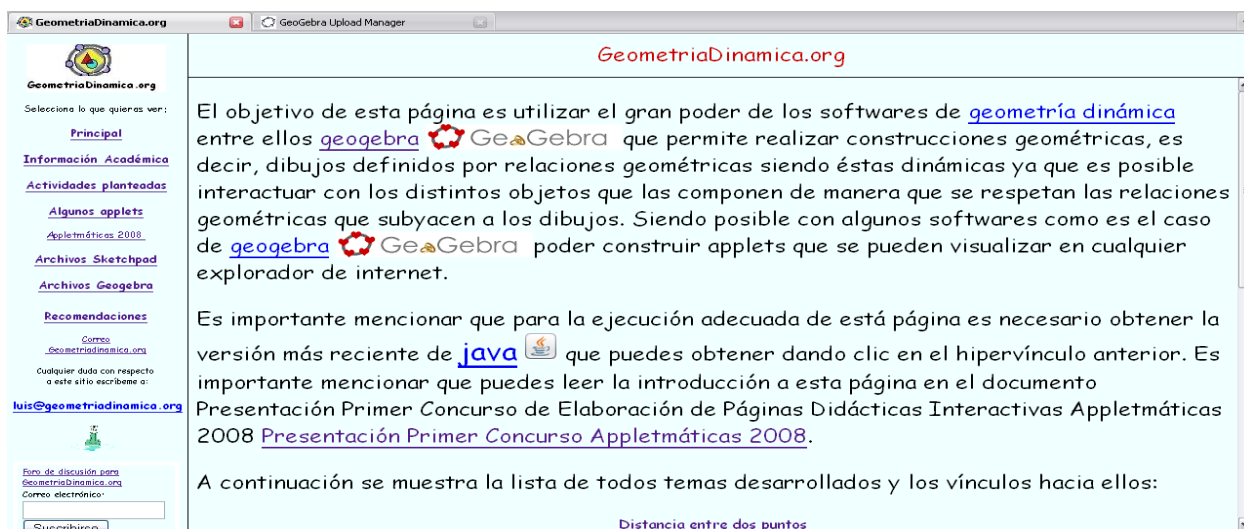 GeometriaDinamica.org
GeoGebra Upload Manager
GeometriaDinamica.org
Selecciona lo que quieras ver:
Principal
Información Académica
Actividades planteadas
Algunos applets
Appletmáticas 2008
Archivos Sketchpad
Archivos Geogebra
Recomendaciones
Correo
Geometriadinamica.org
Cualquier duda con respecto
a este sitio escribeme a:
luis@geometriadinamica.org
Foro de discusión para
GeometriaDinamica.org
Correo electrónico:
Suscribirse
GeometriaDinamica.org
El objetivo de esta página es utilizar el gran poder de los softwares de geometría dinámica
entre ellos geogebra GeoGebra que permite realizar construcciones geométricas, es
decir, dibujos definidos por relaciones geométricas siendo éstas dinámicas ya que es posible
interactuar con los distintos objetos que las componen de manera que se respetan las relaciones
geométricas que subyacen a los dibujos. Siendo posible con algunos softwares como es el caso
de geogebra GeoGebra poder construir applets que se pueden visualizar en cualquier
explorador de internet.
Es importante mencionar que para la ejecución adecuada de está página es necesario obtener la
versión más reciente de java que puedes obtener dando clic en el hipervínculo anterior. Es
importante mencionar que puedes leer la introducción a esta página en el documento
Presentación Primer Concurso de Elaboración de Páginas Didácticas Interactivas Appletmáticas
2008 Presentación Primer Concurso Appletmáticas 2008.
A continuación se muestra la lista de todos temas desarrollados y los vínculos hacia ellos:
Distancia entre dos puntos